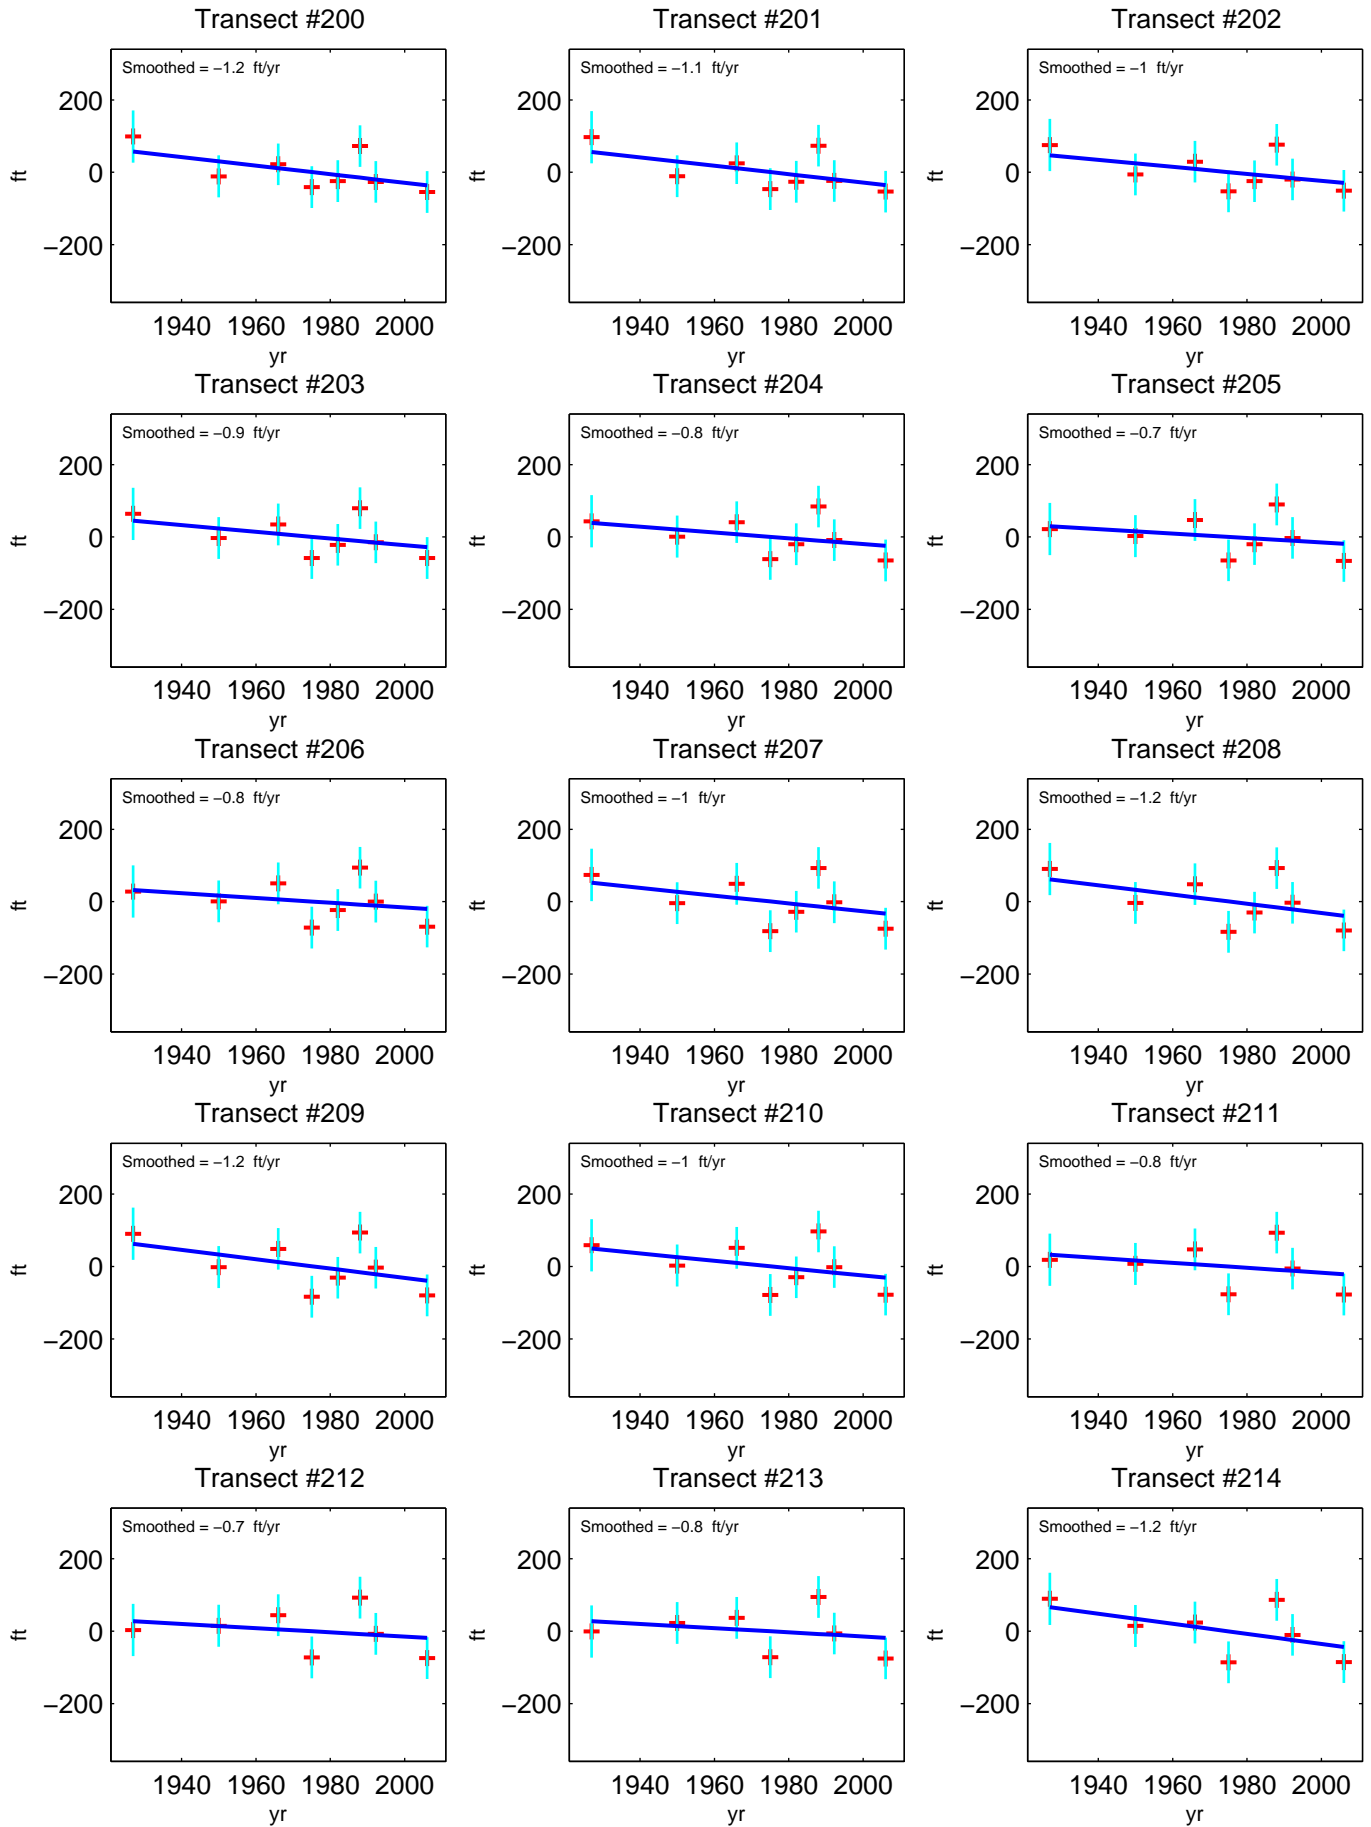 Transect #200
Transect #201
Transect #202
Smoothed = −1.2 ft/yr
Smoothed = −1.1 ft/yr
Smoothed = −1 ft/yr
200
0
−200
ft
1940 1960 1980 2000
yr
200
0
−200
ft
1940 1960 1980 2000
yr
200
0
−200
ft
1940 1960 1980 2000
yr
Transect #203
Transect #204
Transect #205
Smoothed = −0.9 ft/yr
Smoothed = −0.8 ft/yr
Smoothed = −0.7 ft/yr
200
0
−200
ft
1940 1960 1980 2000
yr
200
0
−200
ft
1940 1960 1980 2000
yr
200
0
−200
ft
1940 1960 1980 2000
yr
Transect #206
Transect #207
Transect #208
Smoothed = −0.8 ft/yr
Smoothed = −1 ft/yr
Smoothed = −1.2 ft/yr
200
0
−200
ft
1940 1960 1980 2000
yr
200
0
−200
ft
1940 1960 1980 2000
yr
200
0
−200
ft
1940 1960 1980 2000
yr
Transect #209
Transect #210
Transect #211
Smoothed = −1.2 ft/yr
Smoothed = −1 ft/yr
Smoothed = −0.8 ft/yr
200
0
−200
ft
1940 1960 1980 2000
yr
200
0
−200
ft
1940 1960 1980 2000
yr
200
0
−200
ft
1940 1960 1980 2000
yr
Transect #212
Transect #213
Transect #214
Smoothed = −0.7 ft/yr
Smoothed = −0.8 ft/yr
Smoothed = −1.2 ft/yr
200
0
−200
ft
1940 1960 1980 2000
yr
200
0
−200
ft
1940 1960 1980 2000
yr
200
0
−200
ft
1940 1960 1980 2000
yr